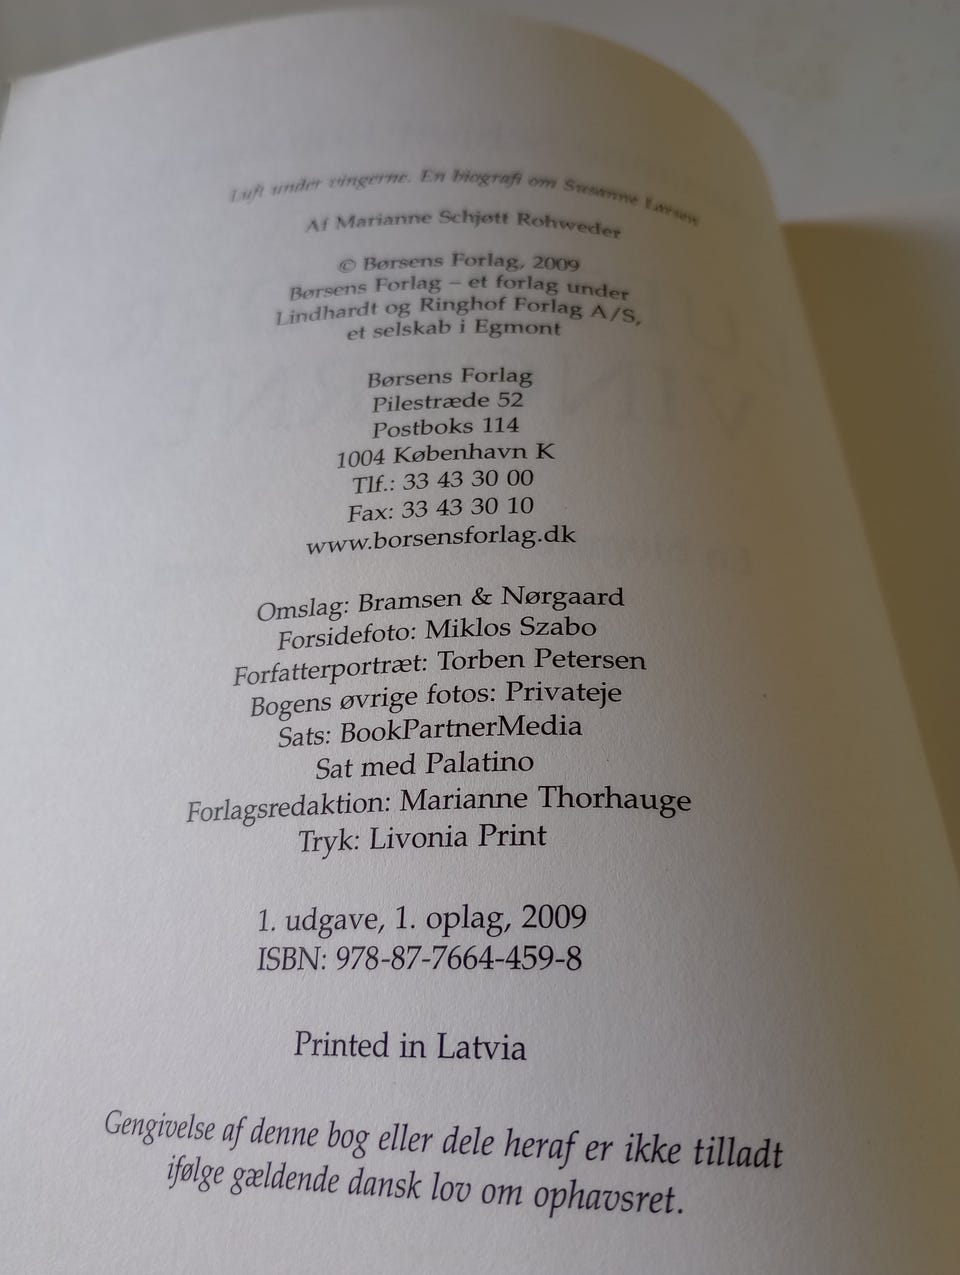 Luft under vingerne. En biografi om Susanne Larsen
Af Marianne Schjøtt Rohweder
© Børsens Forlag, 2009
Børsens Forlag – et forlag under
Lindhardt og Ringhof Forlag A/S,
et selskab i Egmont
Børsens Forlag
Pilestræde 52
Postboks 114
1004 København K
Tlf.: 33 43 30 00
Fax: 33 43 30 10
www.borsensforlag.dk
Omslag: Bramsen & Nørgaard
Forsidefoto: Miklos Szabo
Forfatterportræt: Torben Petersen
Bogens øvrige fotos: Privateje
Sats: BookPartnerMedia
Sat med Palatino
Forlagsredaktion: Marianne Thorhauge
Tryk: Livonia Print
1. udgave, 1. oplag, 2009
ISBN: 978-87-7664-459-8
Printed in Latvia
Gengivelse af denne bog eller dele heraf er ikke tilladt
ifølge gældende dansk lov om ophavsret.